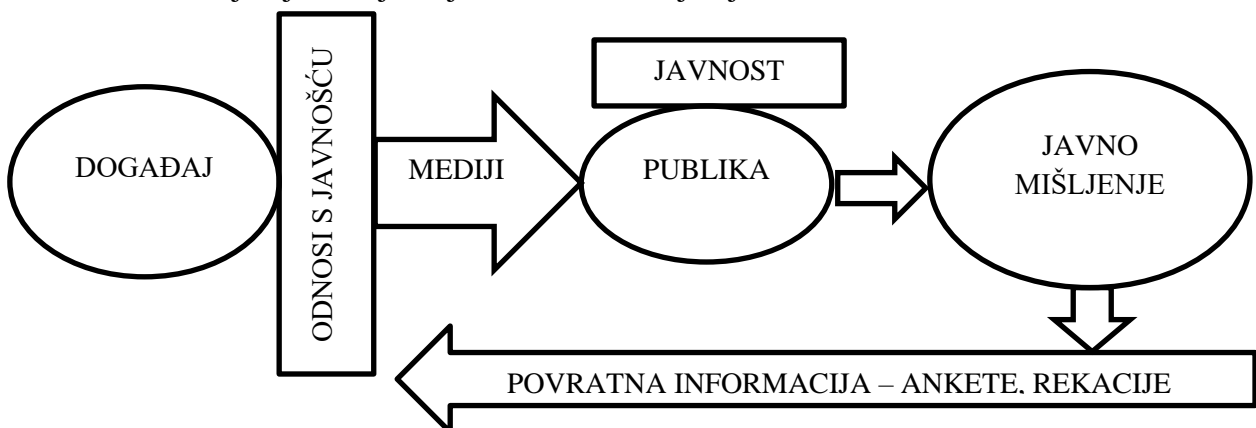 DOGAĐAJ
ODNOSI S JAVNOŠĆU
MEDIJI
JAVNOST
PUBLIKA
JAVNO
MIŠLJENJE
POVRATNA INFORMACIJA – ANKETE, REKACIJE